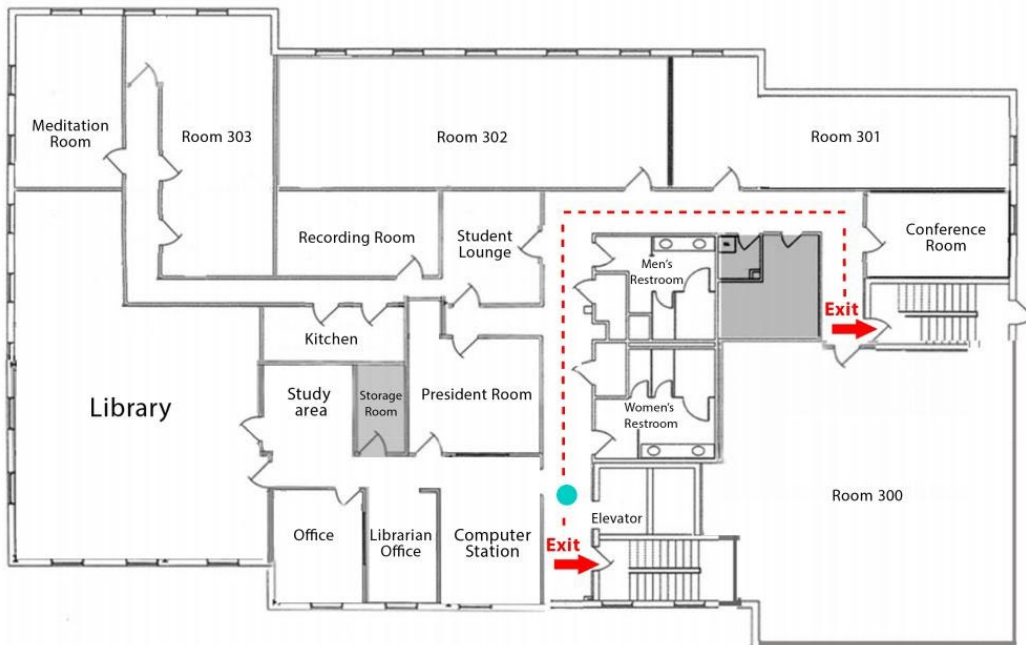 Meditation
Room
Room 303
Room 302
Room 301
Recording Room
Student
Lounge
Men's
Restroom
Conference
Room
Exit
Kitchen
Library
Study
area
Storage
Room
President Room
Women's
Restroom
Room 300
Office
Librarian
Office
Computer
Station
Elevator
Exit